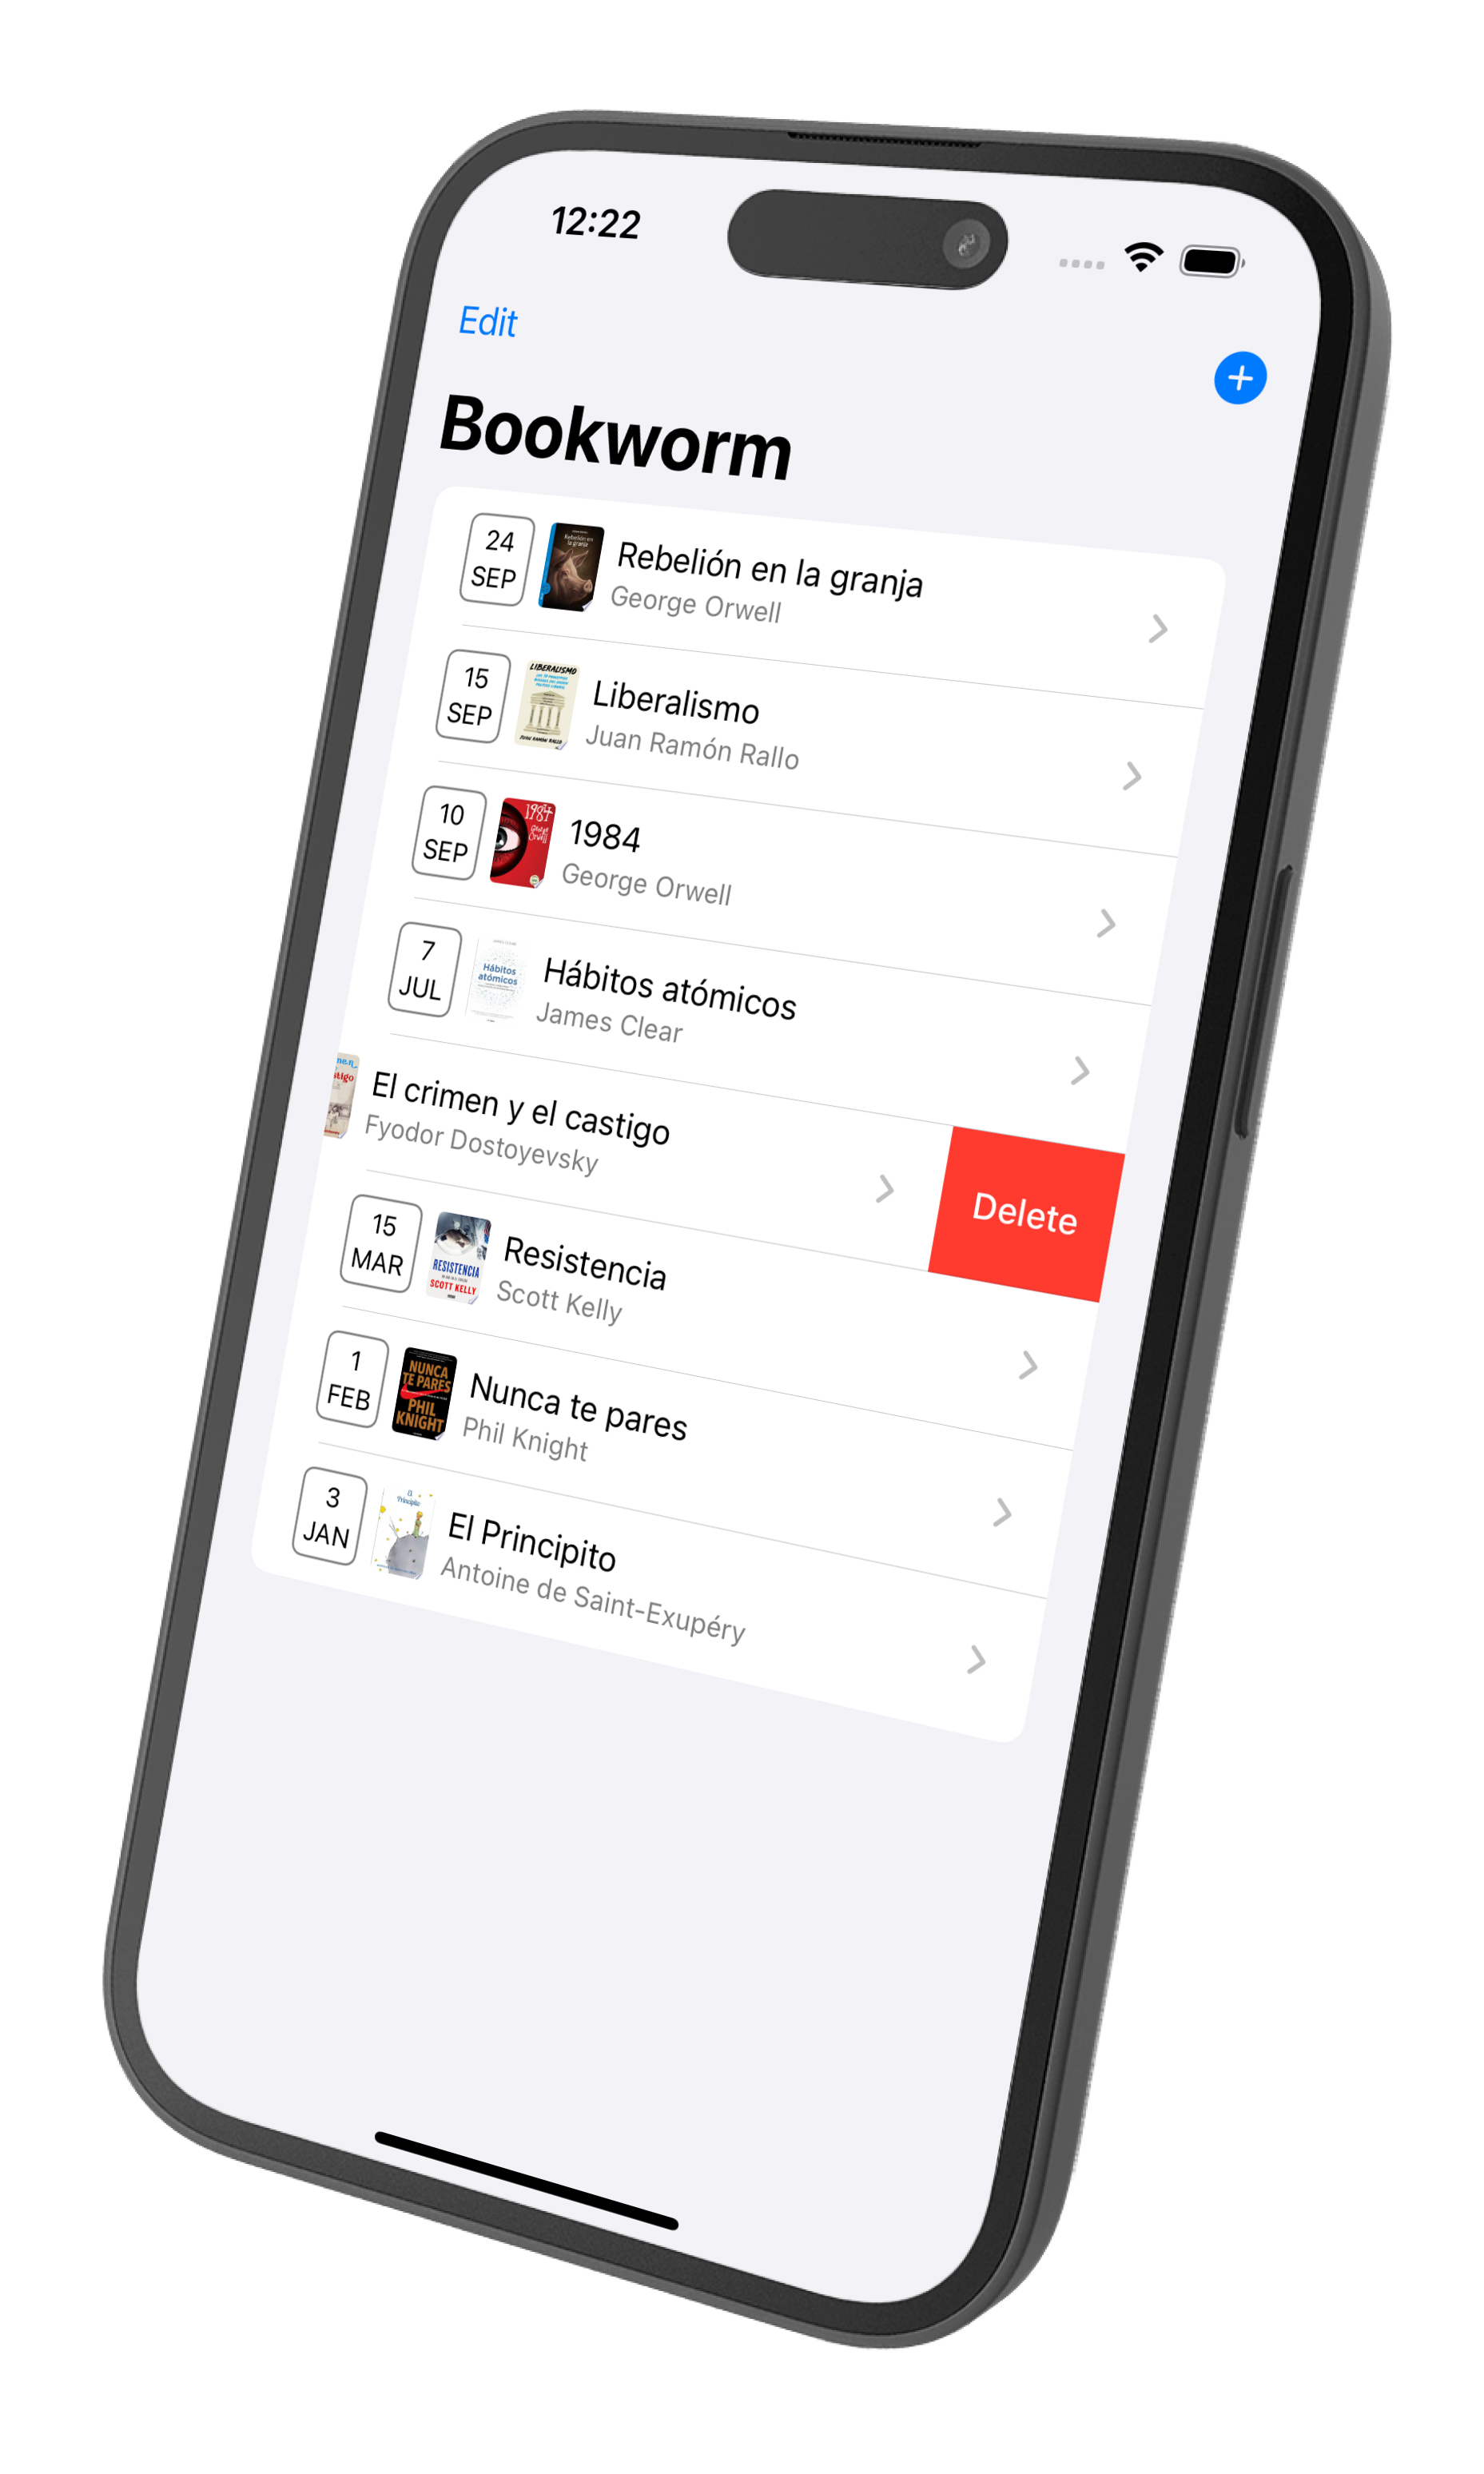 12:22
Edit
Bookworm
24
SEP
Rebelión en la granja
George Orwell
15
SEP
LIBERALISMO
JUAN RAMÓN RALLO
Liberalismo
Juan Ramón Rallo
10
SEP
1984
George
Orwell
1984
George Orwell
7
JUL
JAMES CLEAR
Hábitos
atómicos
Hábitos atómicos
James Clear
El crimen y el castigo
Fyodor Dostoyevsky
Delete
15
MAR
RESISTENCIA
SCOTT KELLY
Resistencia
Scott Kelly
1
FEB
NUNCA
TE PARES
PHIL
KNIGHT
Nunca te pares
Phil Knight
3
JAN
El
Principito
El Principito
Antoine de Saint-Exupéry